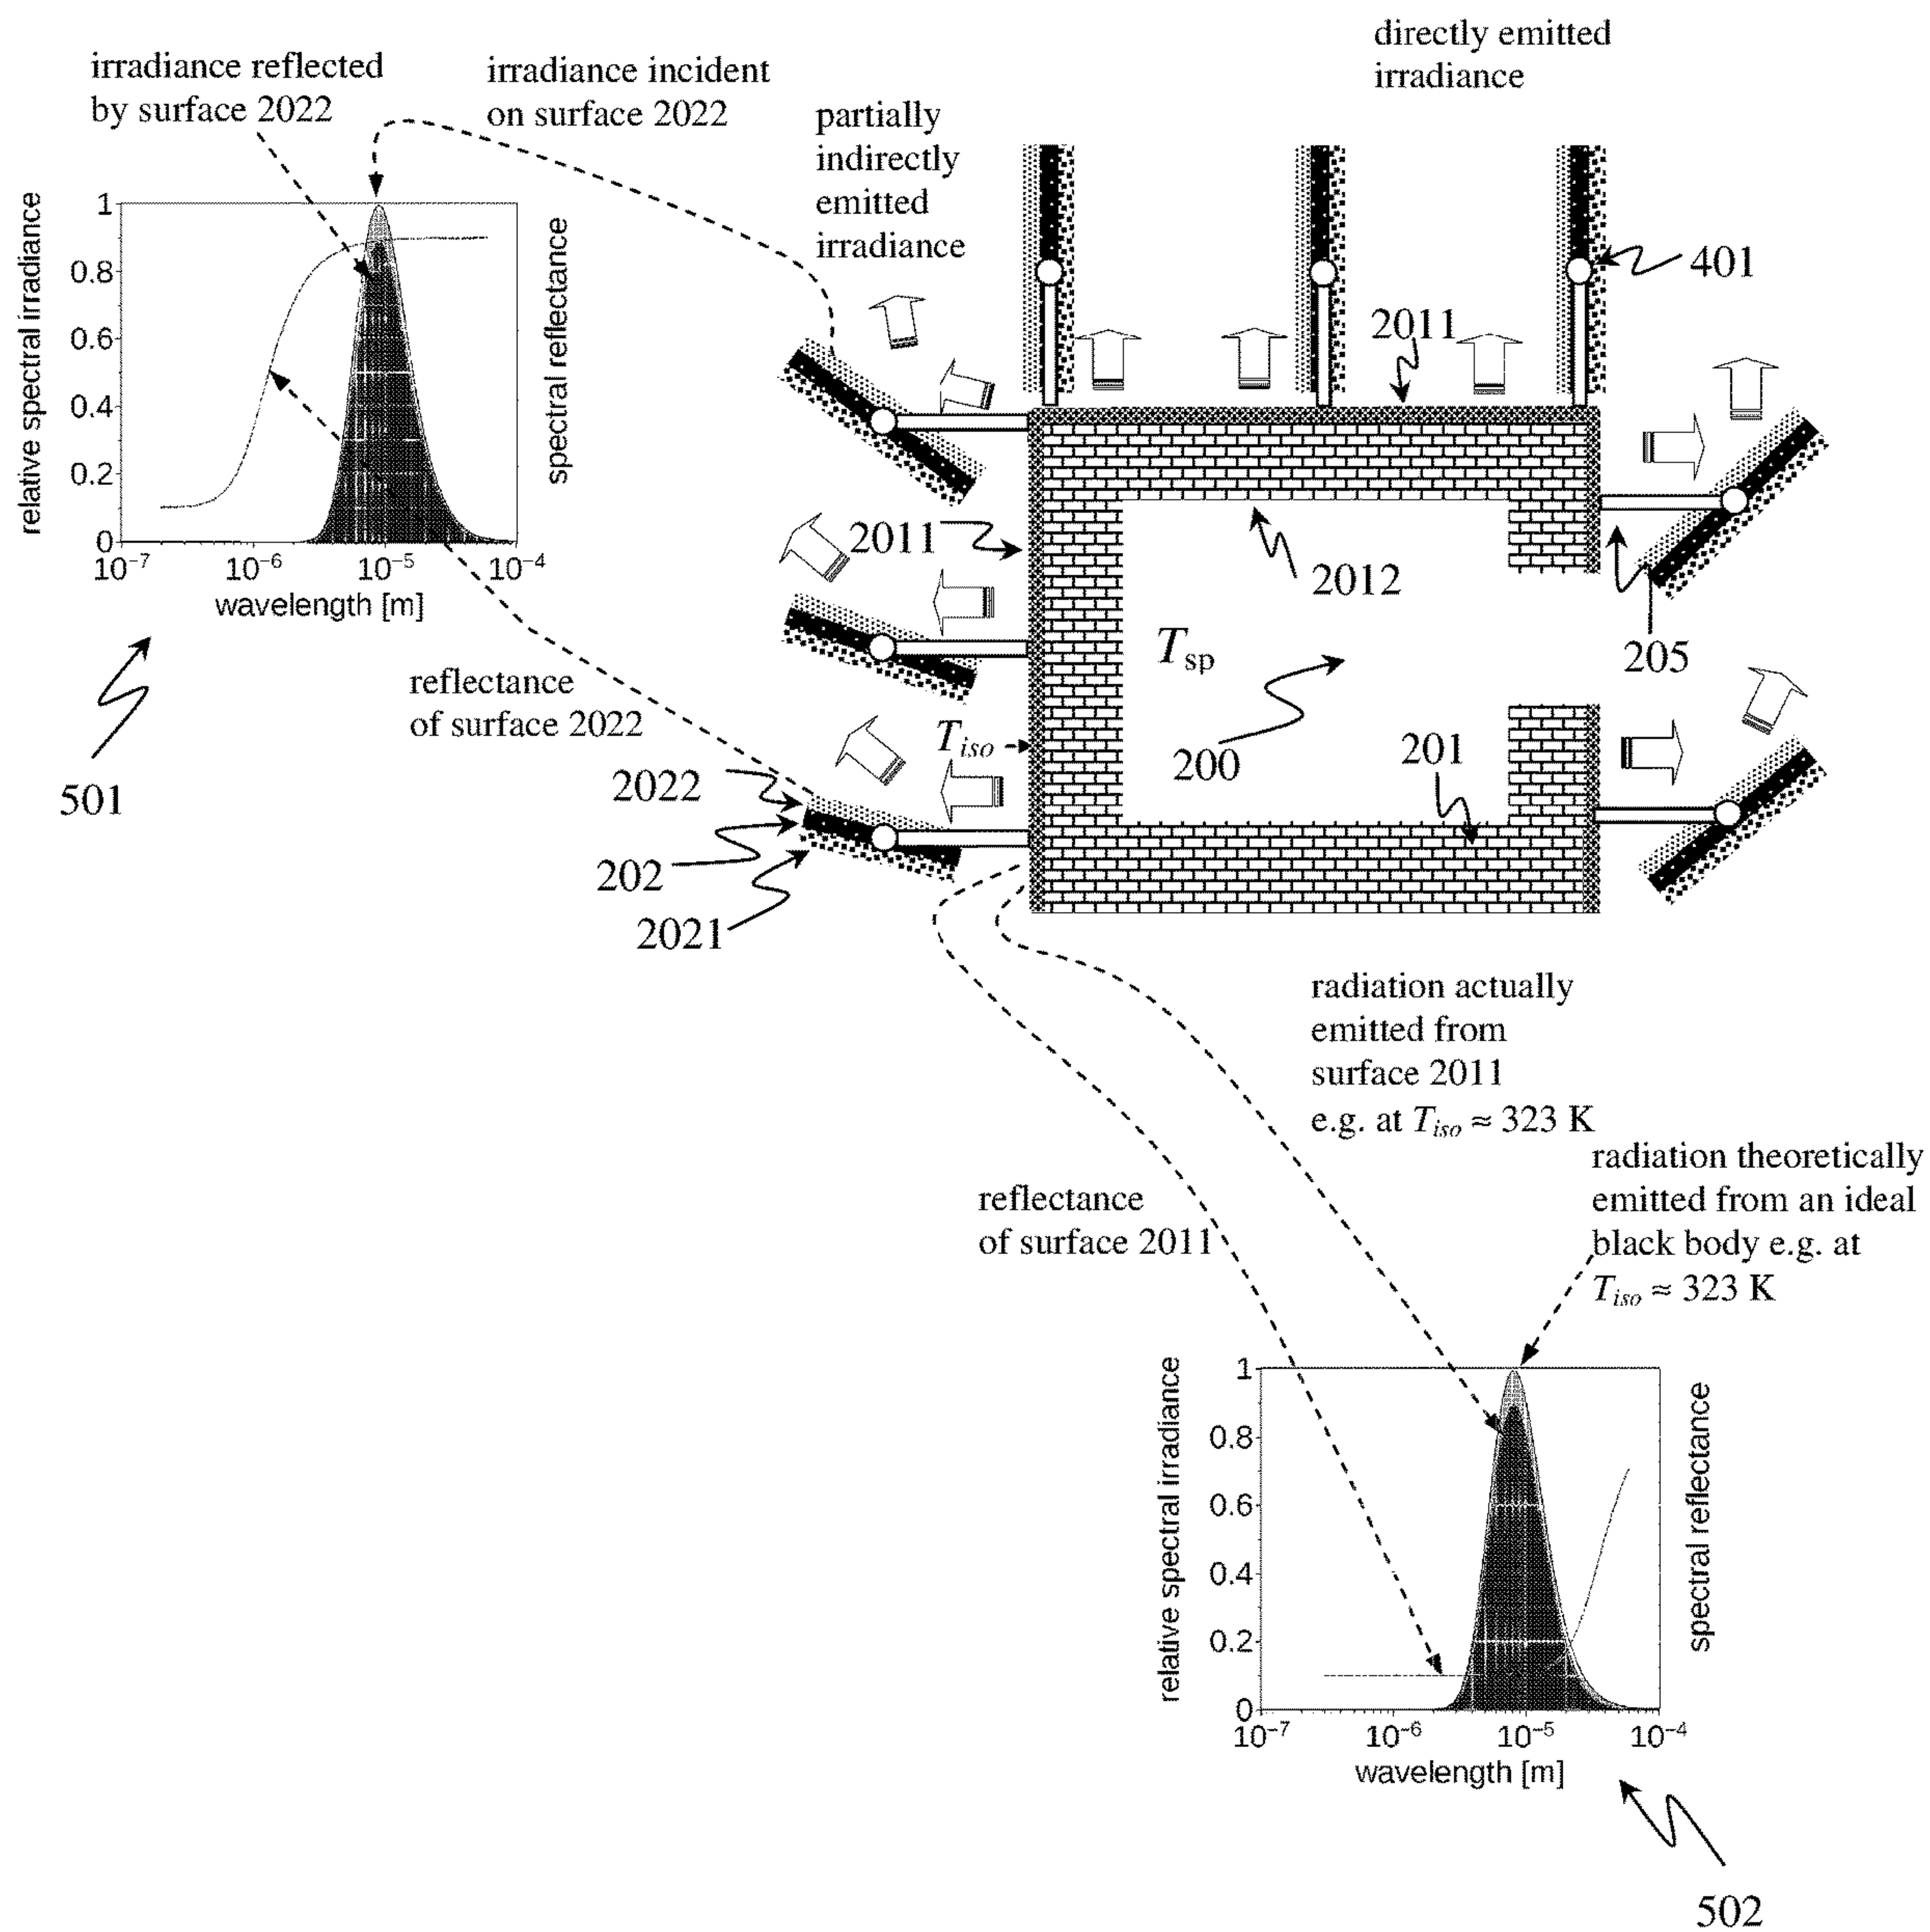 irradiance reflected
by surface 2022
irradiance incident
on surface 2022
partially
indirectly
emitted
irradiance
directly emitted
irradiance
401
2011
relative spectral irradiance
1
0.8
0.6
0.4
0.2
0
10⁻⁷
10⁻⁶
10⁻⁵
10⁻⁴
wavelength [m]
spectral reflectance
501
reflectance
of surface 2022
2011
2012
T_sp
T_iso
200
201
205
2022
202
2021
radiation actually
emitted from
surface 2011
e.g. at T_iso ≈ 323 K
radiation theoretically
emitted from an ideal
black body e.g. at
T_iso ≈ 323 K
reflectance
of surface 2011
relative spectral irradiance
1
0.8
0.6
0.4
0.2
0
10⁻⁷
10⁻⁶
10⁻⁵
10⁻⁴
wavelength [m]
spectral reflectance
502